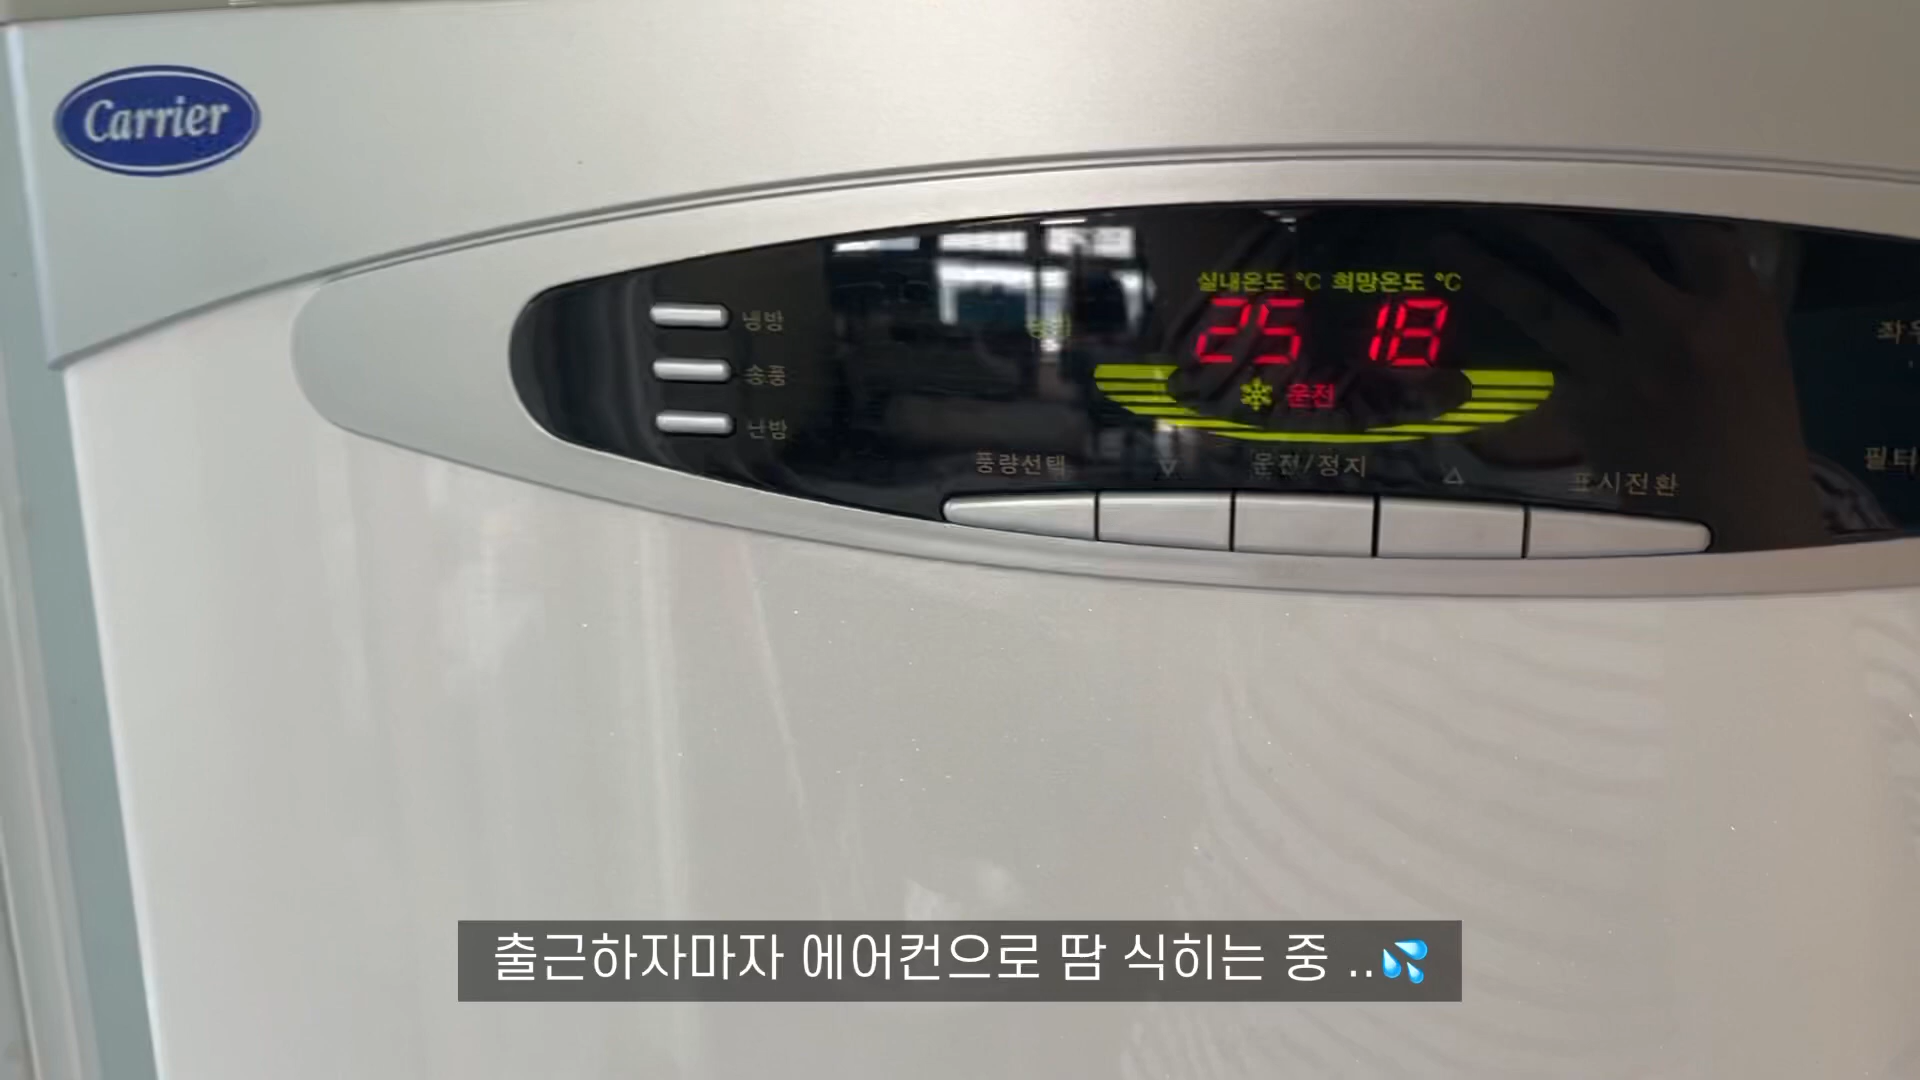 Carrier
실내온도 °C 희망온도 °C
25 18
냉방
송풍
난방
운전
풍량선택 ▽ 운전/정지 △ 표시전환
필터
출근하자마자 에어컨으로 땀 식히는 중 ..💦